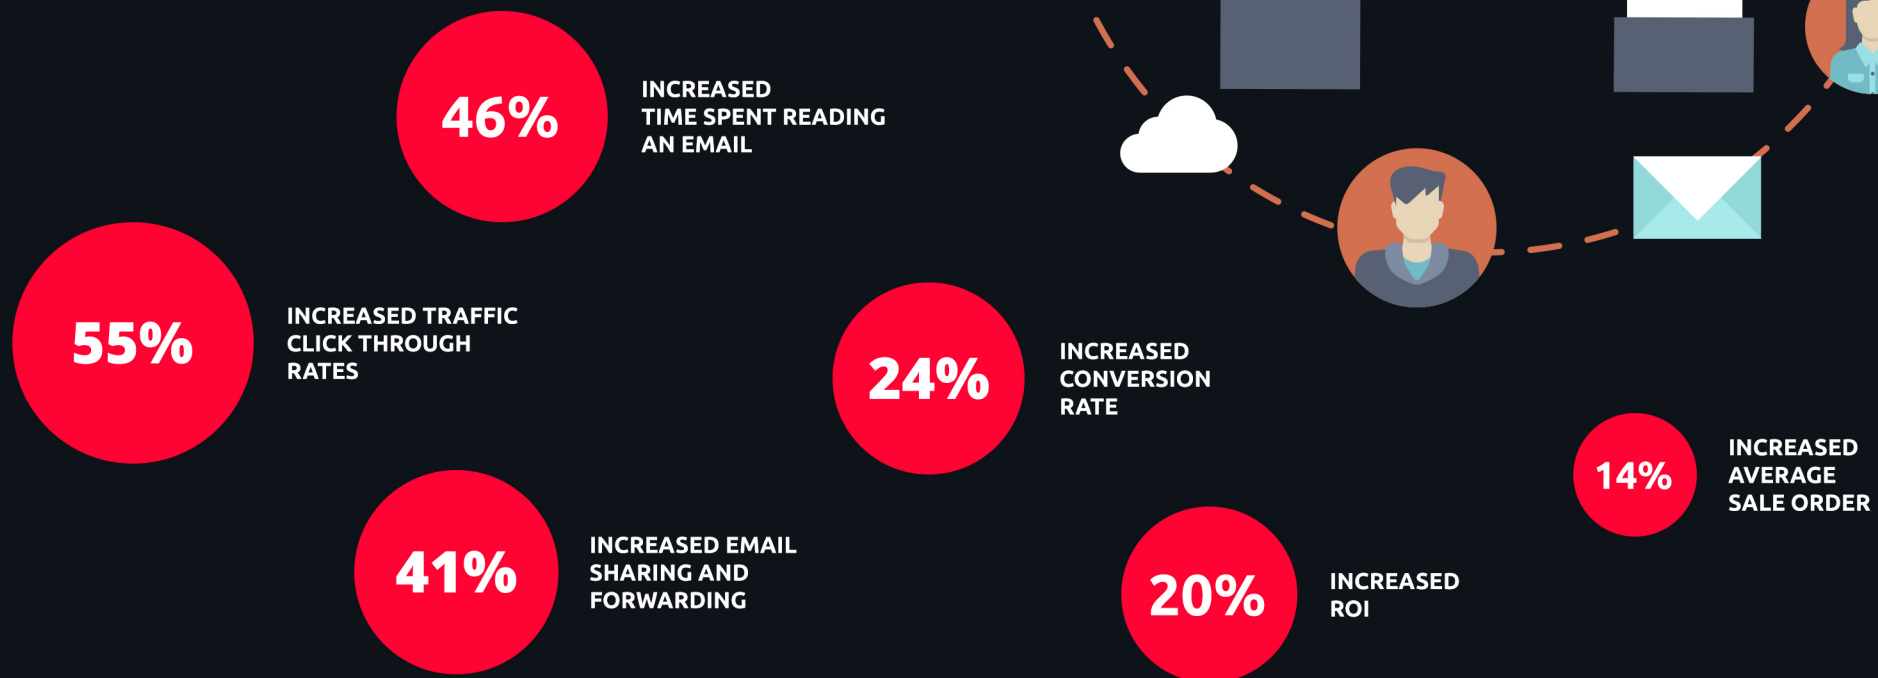 46%
INCREASED
TIME SPENT READING
AN EMAIL
55%
INCREASED TRAFFIC
CLICK THROUGH
RATES
24%
INCREASED
CONVERSION
RATE
14%
INCREASED
AVERAGE
SALE ORDER
41%
INCREASED EMAIL
SHARING AND
FORWARDING
20%
INCREASED
ROI